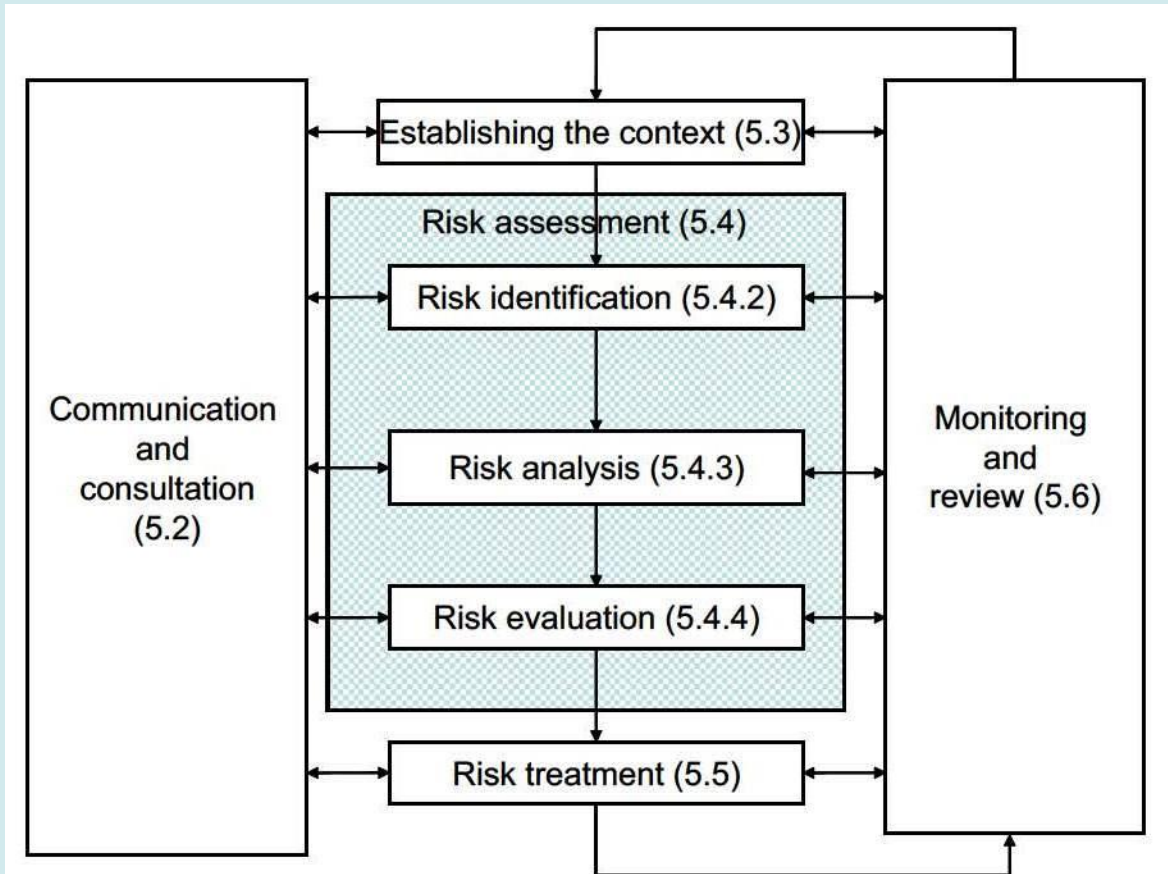 Establishing the context (5.3)
Risk assessment (5.4)
Risk identification (5.4.2)
Communication
and
consultation
(5.2)
Risk analysis (5.4.3)
Monitoring
and
review (5.6)
Risk evaluation (5.4.4)
Risk treatment (5.5)